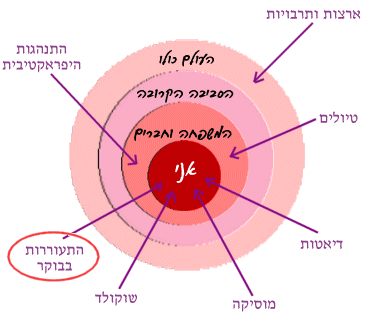 ארצות ותרבויות
העולם כולו
התנהגות
היפראקטיבית
הסביבה הקרובה
טיולים
המשפחה וחברים
אני
התעוררות
בבוקר
דיאטות
שוקולד
מוסיקה